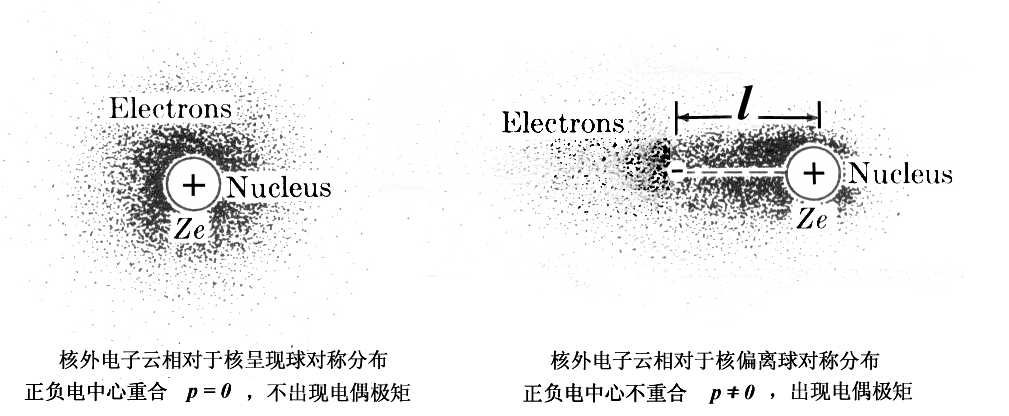 Electrons
+
Nucleus
Ze
核外电子云相对于核呈现球对称分布
正负电中心重合 p=0 ，不出现电偶极矩
l
Electrons
-
+
Nucleus
Ze
核外电子云相对于核偏离球对称分布
正负电中心不重合 p≠0 ，出现电偶极矩